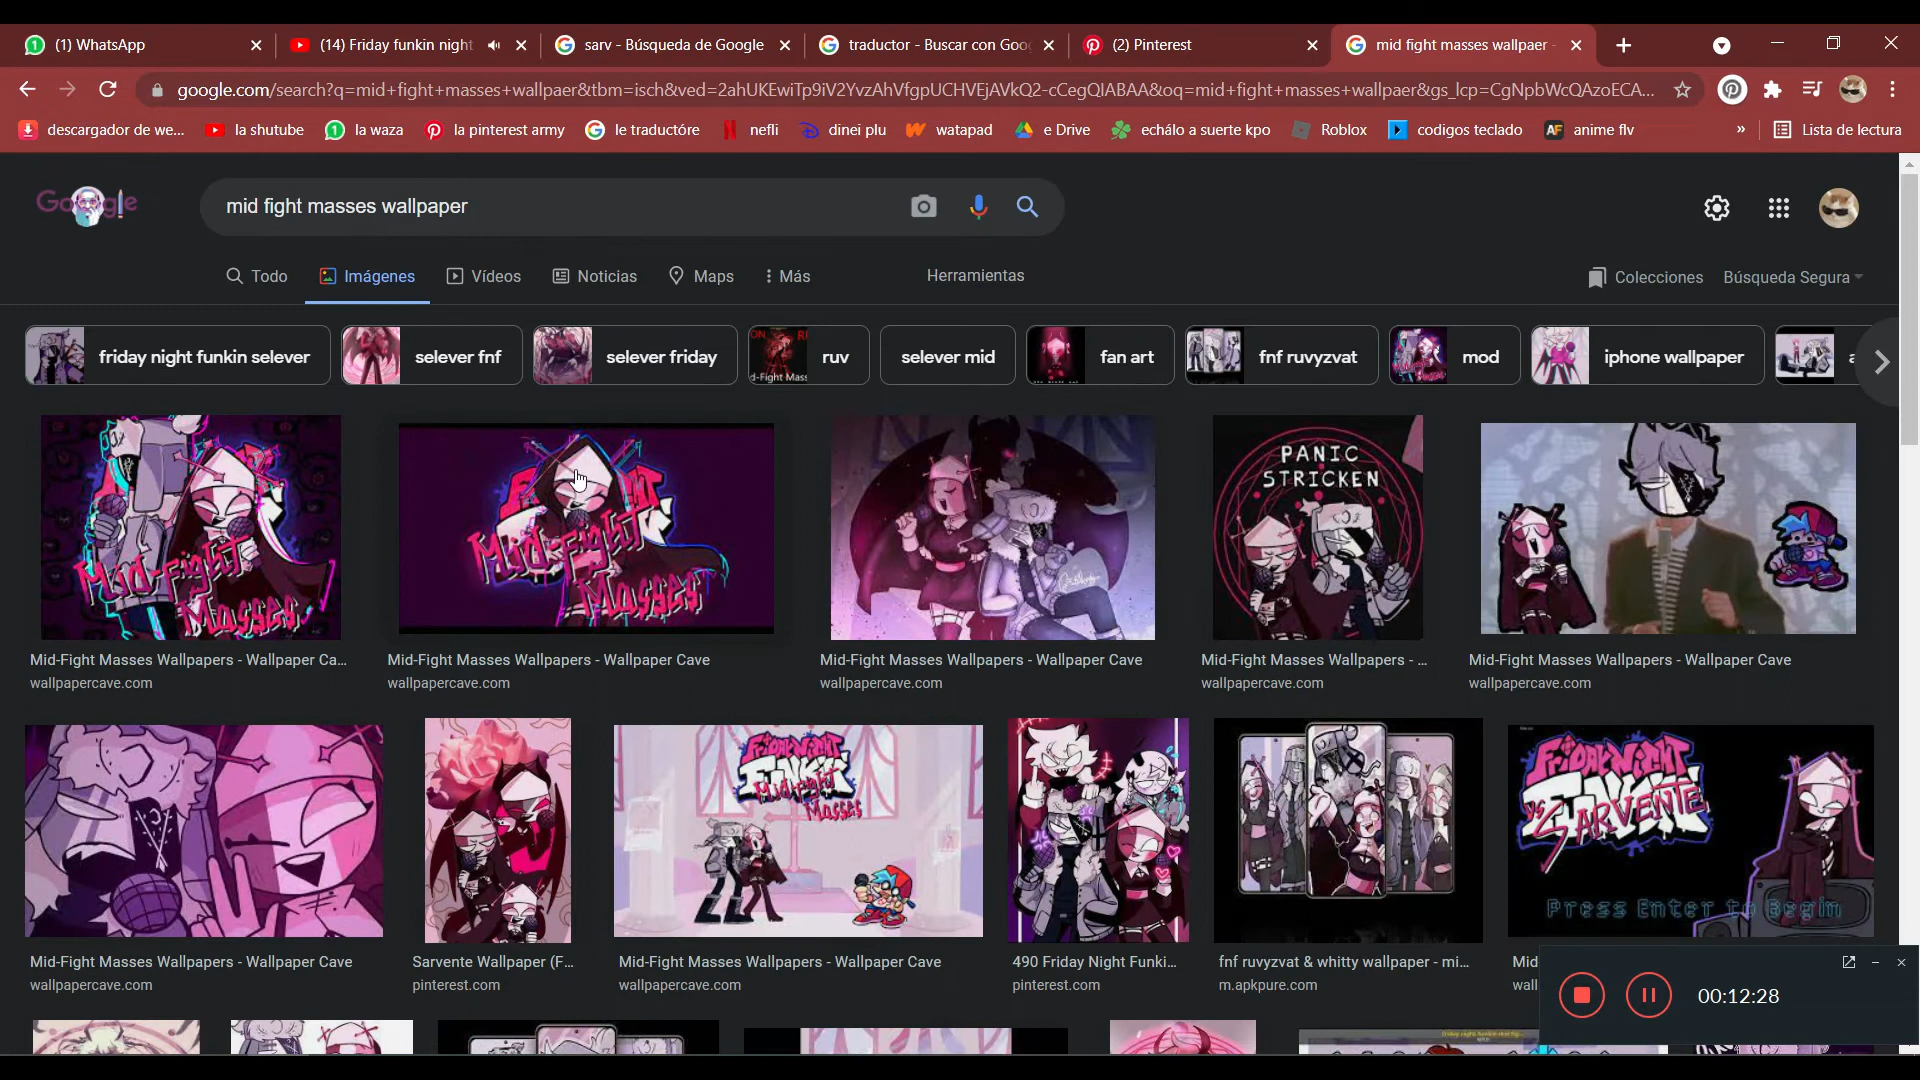 (1) WhatsApp
(14) Friday funkin night
sarv - Búsqueda de Google
traductor - Buscar con Goo
(2) Pinterest
mid fight masses wallpaer -
google.com/search?q=mid+fight+masses+wallpaer&tbm=isch&ved=2ahUKEwiTp9iV2YvzAhVfgpUCHVEjAVkQ2-cCegQIABAA&oq=mid+fight+masses+wallpaer&gs_lcp=CgNpbWcQAzoECA...
descargador de we...
la shutube
la waza
la pinterest army
le traductóre
nefli
dinei plu
watapad
e Drive
echálo a suerte kpo
Roblox
codigos teclado
anime flv
»
Lista de lectura
Google
mid fight masses wallpaper
Todo
Imágenes
Vídeos
Noticias
Maps
Más
Herramientas
Colecciones
Búsqueda Segura
friday night funkin selever
selever fnf
selever friday
ruv
selever mid
fan art
fnf ruvyzvat
mod
iphone wallpaper
Mid-Fight
Masses
Mid-Fight
Masses
PANIC
STRICKEN
Mid-Fight Masses Wallpapers - Wallpaper Ca...
wallpapercave.com
Mid-Fight Masses Wallpapers - Wallpaper Cave
wallpapercave.com
Mid-Fight Masses Wallpapers - Wallpaper Cave
wallpapercave.com
Mid-Fight Masses Wallpapers - ...
wallpapercave.com
Mid-Fight Masses Wallpapers - Wallpaper Cave
wallpapercave.com
FRiDAY NiGHT
FUNKIN
Mid-Fight
Masses
FRiDAY NiGHT
FUNKIN
VS
SARVENTE
Press Enter to Begin
Mid-Fight Masses Wallpapers - Wallpaper Cave
wallpapercave.com
Sarvente Wallpaper (F...
pinterest.com
Mid-Fight Masses Wallpapers - Wallpaper Cave
wallpapercave.com
490 Friday Night Funki...
pinterest.com
fnf ruvyzvat & whitty wallpaper - mi...
m.apkpure.com
Mid
wall
00:12:28